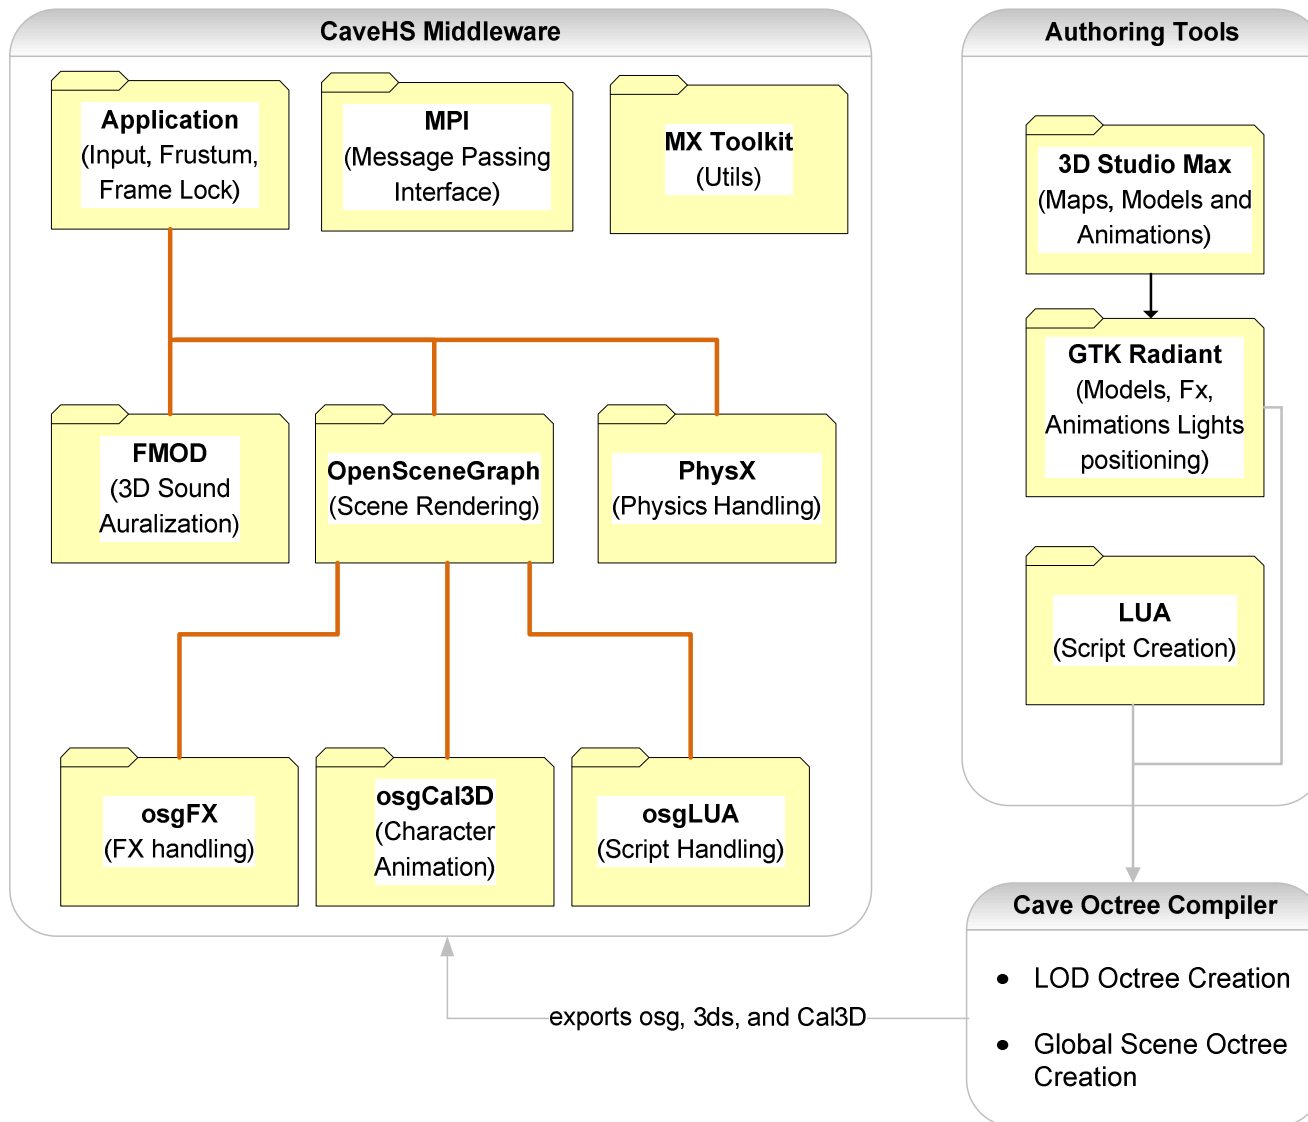 CaveHS Middleware
Application
(Input, Frustum,
Frame Lock)
MPI
(Message Passing
Interface)
MX Toolkit
(Utils)
FMOD
(3D Sound
Auralization)
OpenSceneGraph
(Scene Rendering)
PhysX
(Physics Handling)
osgFX
(FX handling)
osgCal3D
(Character
Animation)
osgLUA
(Script Handling)
Authoring Tools
3D Studio Max
(Maps, Models and
Animations)
GTK Radiant
(Models, Fx,
Animations Lights
positioning)
LUA
(Script Creation)
Cave Octree Compiler
• LOD Octree Creation
• Global Scene Octree
Creation
exports osg, 3ds, and Cal3D